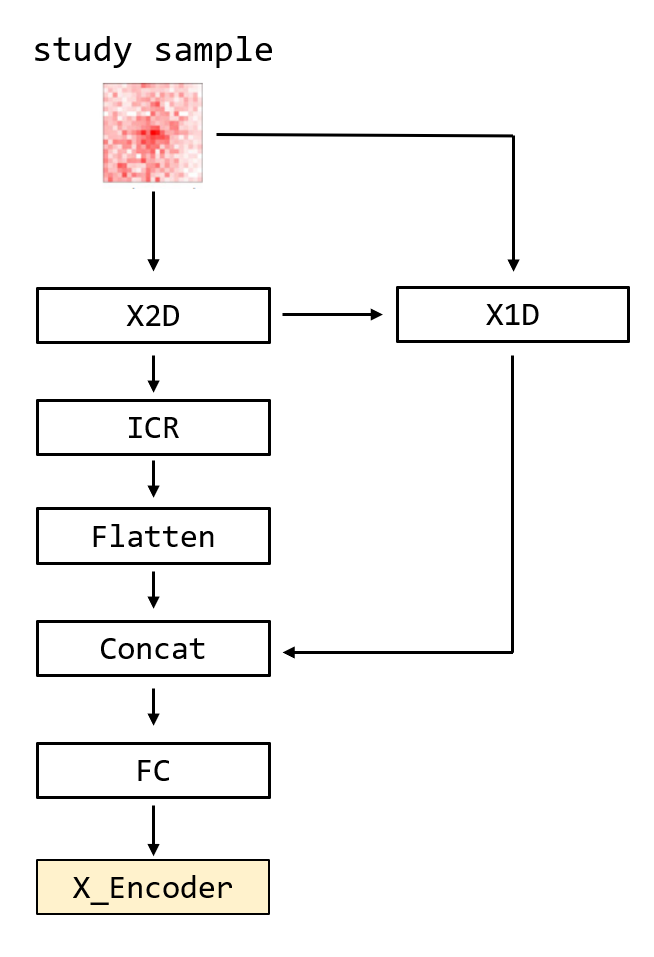 study sample
X2D
X1D
ICR
Flatten
Concat
FC
X_Encoder